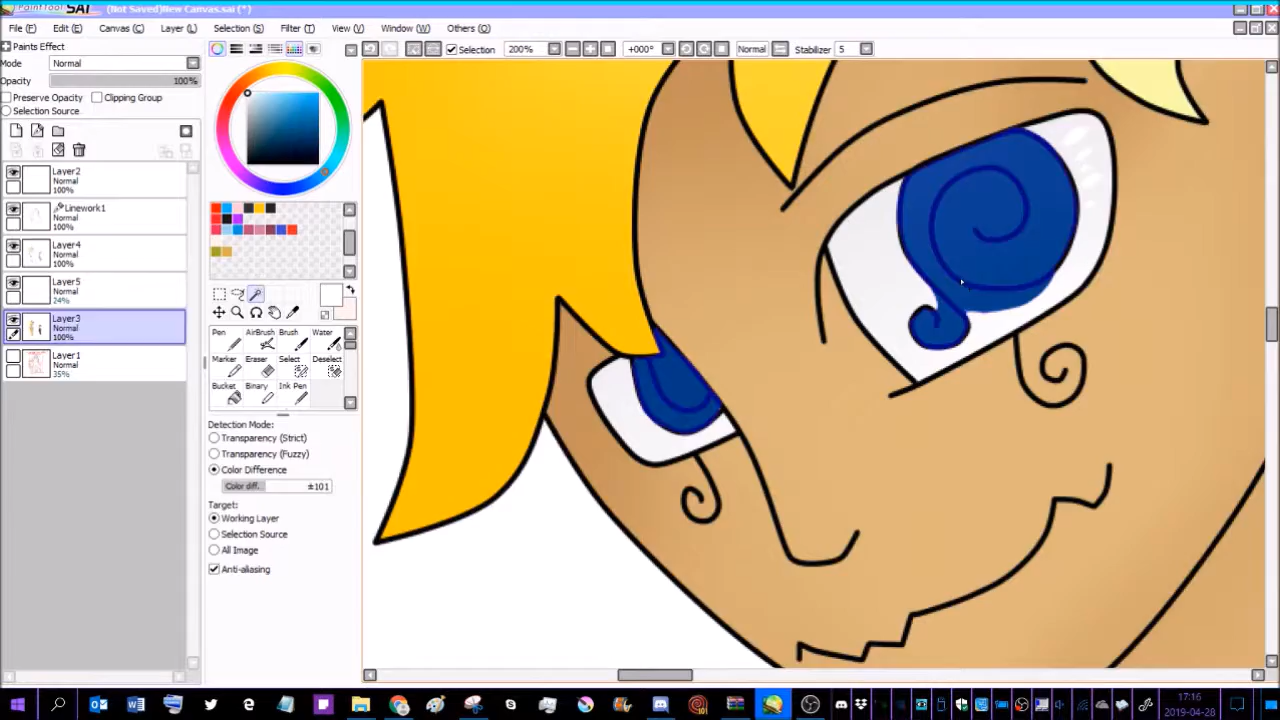 PaintTool SAI (Not Saved)New Canvas.sai (*)
File (F) Edit (E) Canvas (C) Layer (L) Selection (S) Filter (T) View (V) Window (W) Others (O)
Paints Effect
Selection 200% +000° Normal Stabilizer 5
Mode Normal
Opacity 100%
Preserve Opacity Clipping Group
Selection Source
Layer2
Normal
100%
Linework1
Normal
100%
Layer4
Normal
100%
Layer5
Normal
24%
Layer3
Normal
100%
Layer1
Normal
35%
Pen AirBrush Brush Water
Marker Eraser Select Deselect
Bucket Binary Ink Pen
Detection Mode:
Transparency (Strict)
Transparency (Fuzzy)
Color Difference
Color diff. ±101
Target:
Working Layer
Selection Source
All Image
Anti-aliasing
17:16
2019-04-28